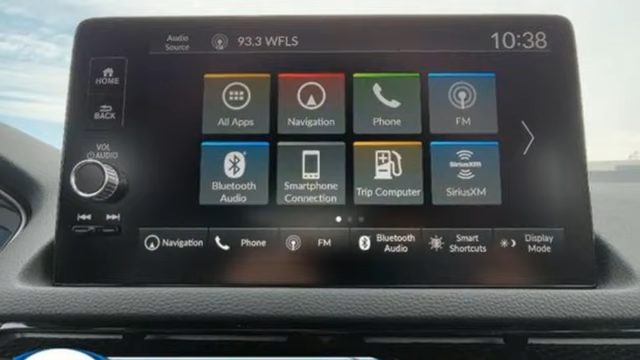 Audio
Source
93.3 WFLS
10:38
HOME
BACK
VOL
AUDIO
All Apps
Navigation
Phone
FM
Bluetooth
Audio
Smartphone
Connection
Trip Computer
SiriusXM
SiriusXM
Navigation
Phone
FM
Bluetooth
Audio
Smart
Shortcuts
Display
Mode